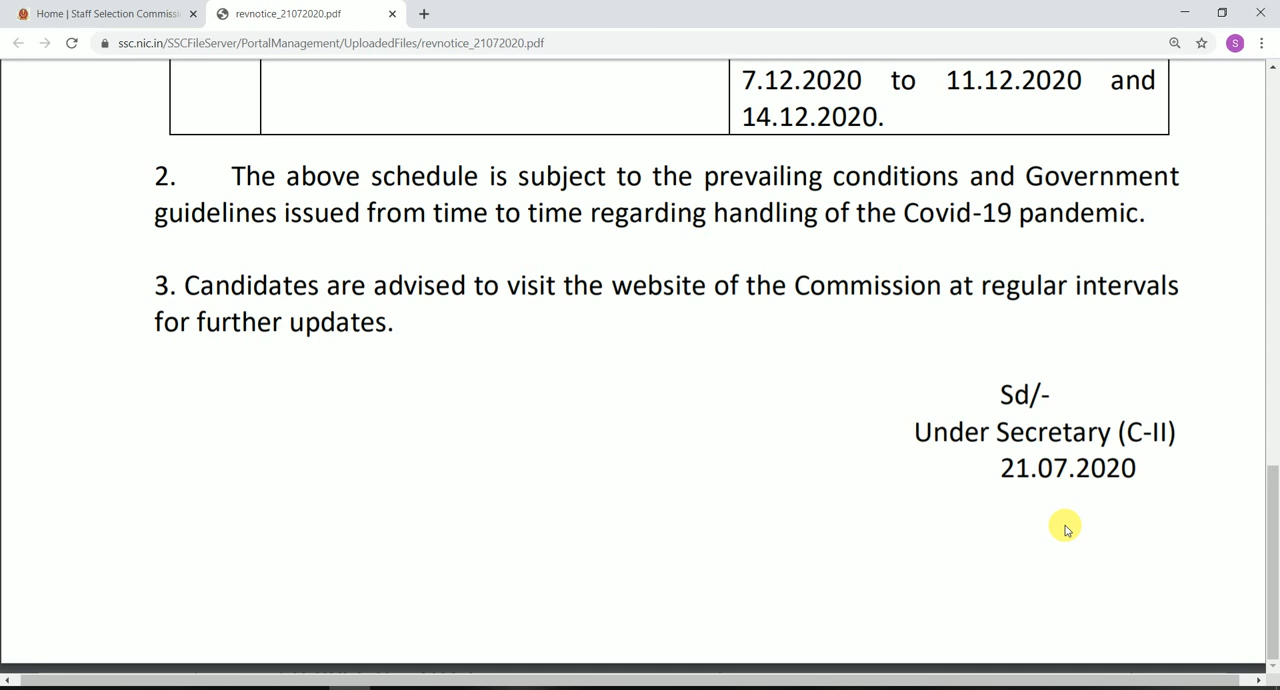 Home | Staff Selection Commissi
revnotice_21072020.pdf
ssc.nic.in/SSCFileServer/PortalManagement/UploadedFiles/revnotice_21072020.pdf
S
7.12.2020 to 11.12.2020 and
14.12.2020.
2. The above schedule is subject to the prevailing conditions and Government
guidelines issued from time to time regarding handling of the Covid-19 pandemic.
3. Candidates are advised to visit the website of the Commission at regular intervals
for further updates.
Sd/-
Under Secretary (C-II)
21.07.2020